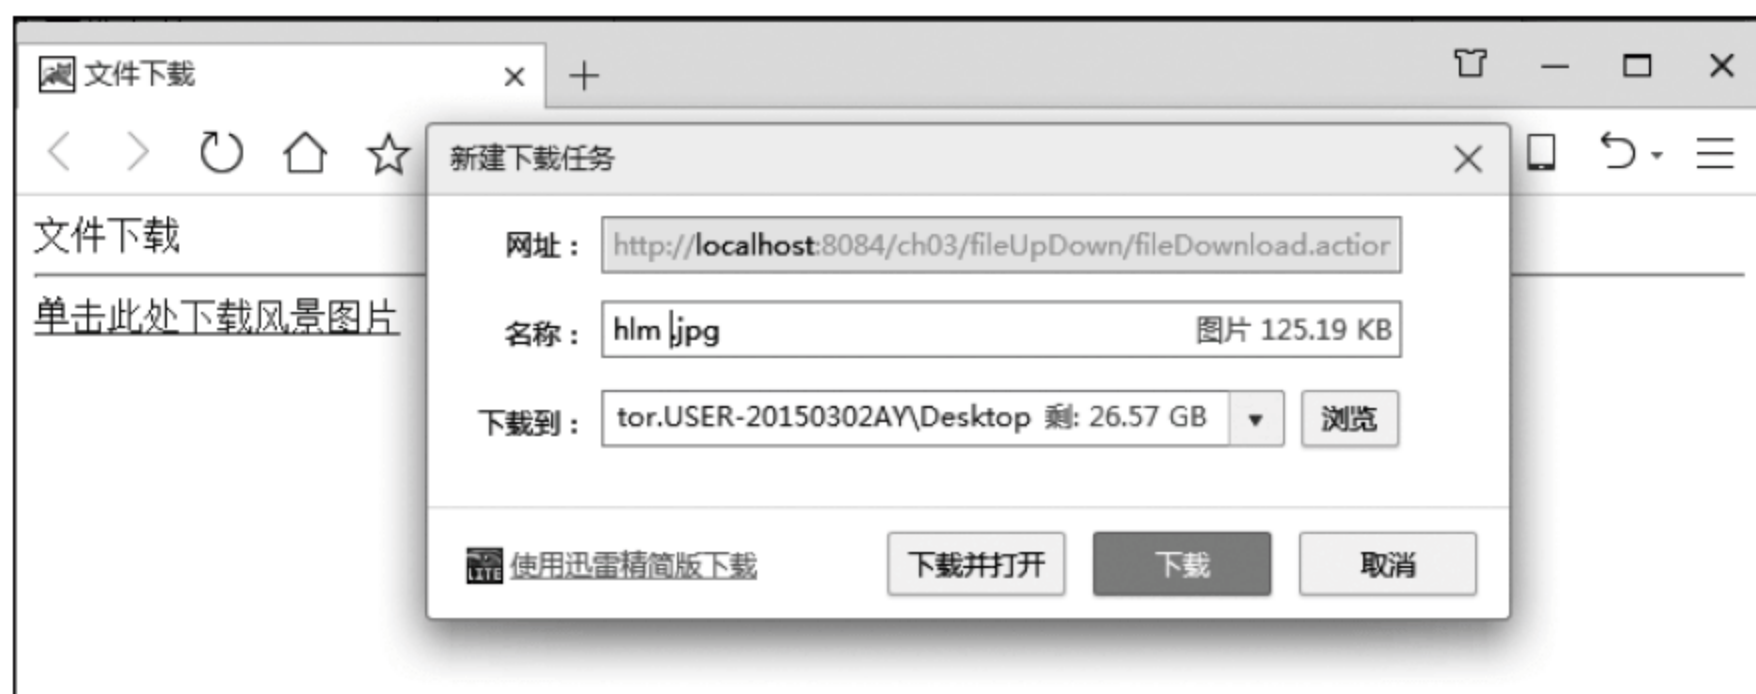 文件下载
新建下载任务
文件下载
网址： http://localhost:8084/ch03/fileUpDown/fileDownload.action
单击此处下载风景图片
名称： hlm .jpg 图片 125.19 KB
下载到： tor.USER-20150302AY\Desktop 剩: 26.57 GB 浏览
LITE 使用迅雷精简版下载 下载并打开 下载 取消